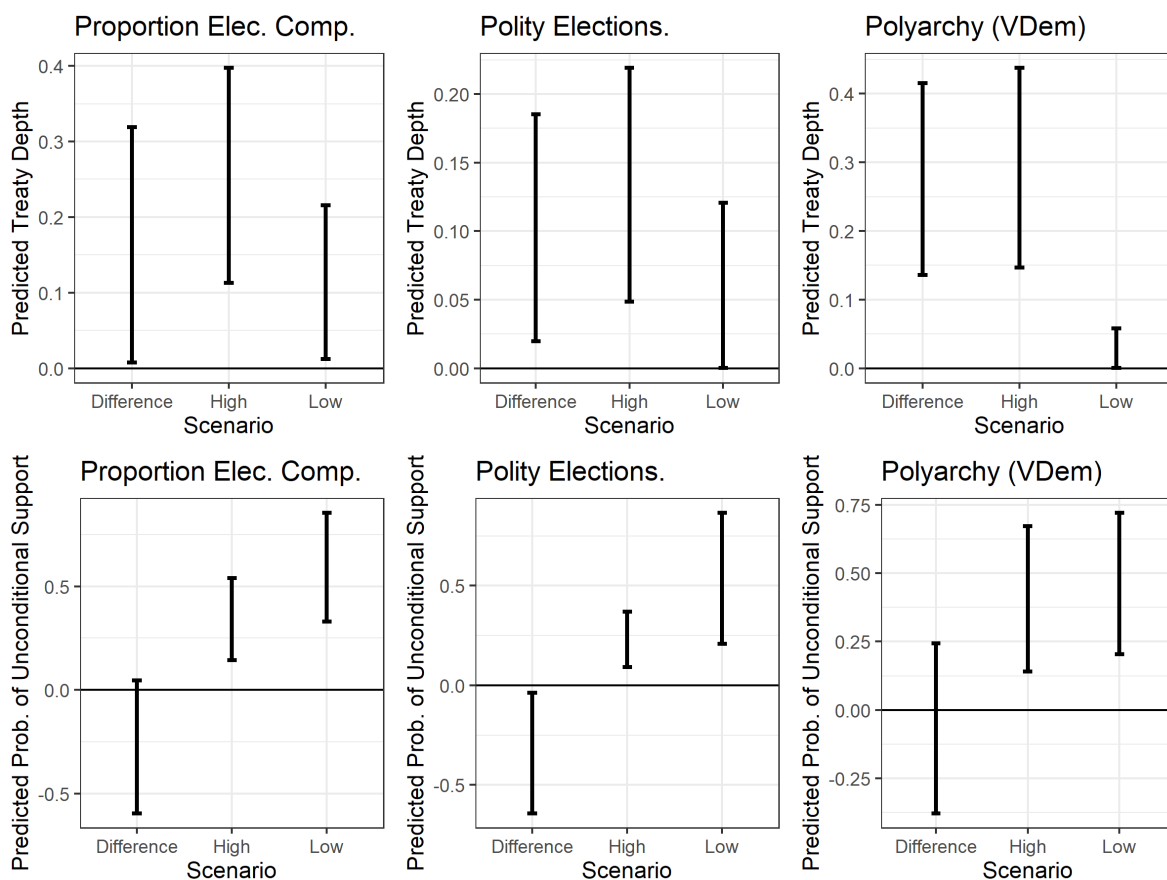 Proportion Elec. Comp.
Predicted Treaty Depth
0.4
0.3
0.2
0.1
0.0
Difference High Low
Scenario
Polity Elections.
Predicted Treaty Depth
0.20
0.15
0.10
0.05
0.00
Difference High Low
Scenario
Polyarchy (VDem)
Predicted Treaty Depth
0.4
0.3
0.2
0.1
0.0
Difference High Low
Scenario
Proportion Elec. Comp.
Predicted Prob. of Unconditional Support
0.5
0.0
-0.5
Difference High Low
Scenario
Polity Elections.
Predicted Prob. of Unconditional Support
0.5
0.0
-0.5
Difference High Low
Scenario
Polyarchy (VDem)
Predicted Prob. of Unconditional Support
0.75
0.50
0.25
0.00
-0.25
Difference High Low
Scenario